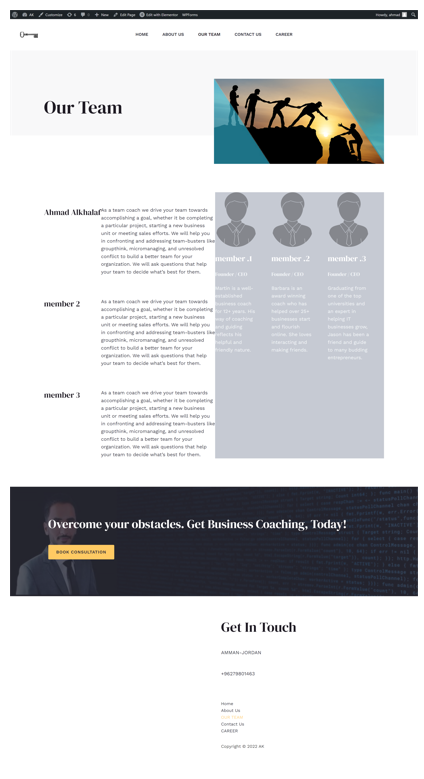 AK
Customize
6
New
Edit Page
Edit with Elementor
WPForms
Howdy, ahmad
HOME
ABOUT US
OUR TEAM
CONTACT US
CAREER
Our Team
Ahmad Alkhalaf
As a team coach we drive your team towards
accomplishing a goal, whether it be completing
a particular project, starting a new business
unit or meeting sales efforts. We will help you
in confronting and addressing team-busters like
groupthink, micromanaging, and unresolved
conflict to build a better team for your
organization. We will ask questions that help
your team to decide what's best for them.
member 2
As a team coach we drive your team towards
accomplishing a goal, whether it be completing
a particular project, starting a new business
unit or meeting sales efforts. We will help you
in confronting and addressing team-busters like
groupthink, micromanaging, and unresolved
conflict to build a better team for your
organization. We will ask questions that help
your team to decide what's best for them.
member 3
As a team coach we drive your team towards
accomplishing a goal, whether it be completing
a particular project, starting a new business
unit or meeting sales efforts. We will help you
in confronting and addressing team-busters like
groupthink, micromanaging, and unresolved
conflict to build a better team for your
organization. We will ask questions that help
your team to decide what's best for them.
member .1
Founder - CEO
Martin is a well-
established
business coach
for 10+ years. His
way of coaching
and guiding
reflects his
helpful and
friendly nature.
member .2
Founder - CEO
Barbara is an
award winning
coach who has
helped over 35+
businesses start
and flourish
online. She loves
interacting and
making friends.
member .3
Founder - CEO
Graduating from
one of the top
universities and
an expert in
helping IT
businesses grow,
Jason has been a
friend and guide
to many budding
entrepreneurs.
Overcome your obstacles. Get Business Coaching, Today!
BOOK CONSULTATION
Get In Touch
AMMAN-JORDAN
+96279801463
Home
About Us
Our Team
Contact Us
CAREER
Copyright © 2023 AK